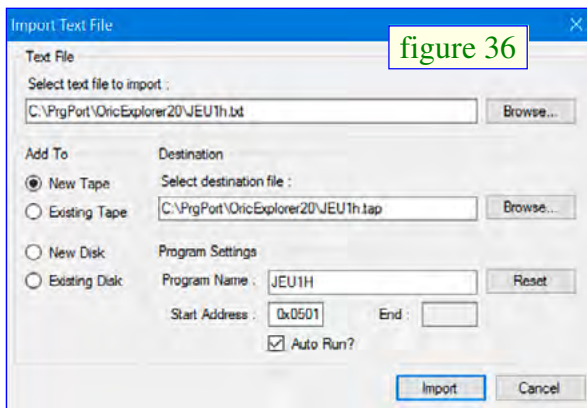 Import Text File
figure 36
Text File
Select text file to import :
C:\PrgPort\OricExplorer20\JEU1h.txt Browse...
Add To Destination
New Tape Select destination file :
Existing Tape C:\PrgPort\OricExplorer20\JEU1h.tap Browse...
New Disk Program Settings
Existing Disk Program Name : JEU1H Reset
Start Address : 0x0501 End :
Auto Run?
Import Cancel